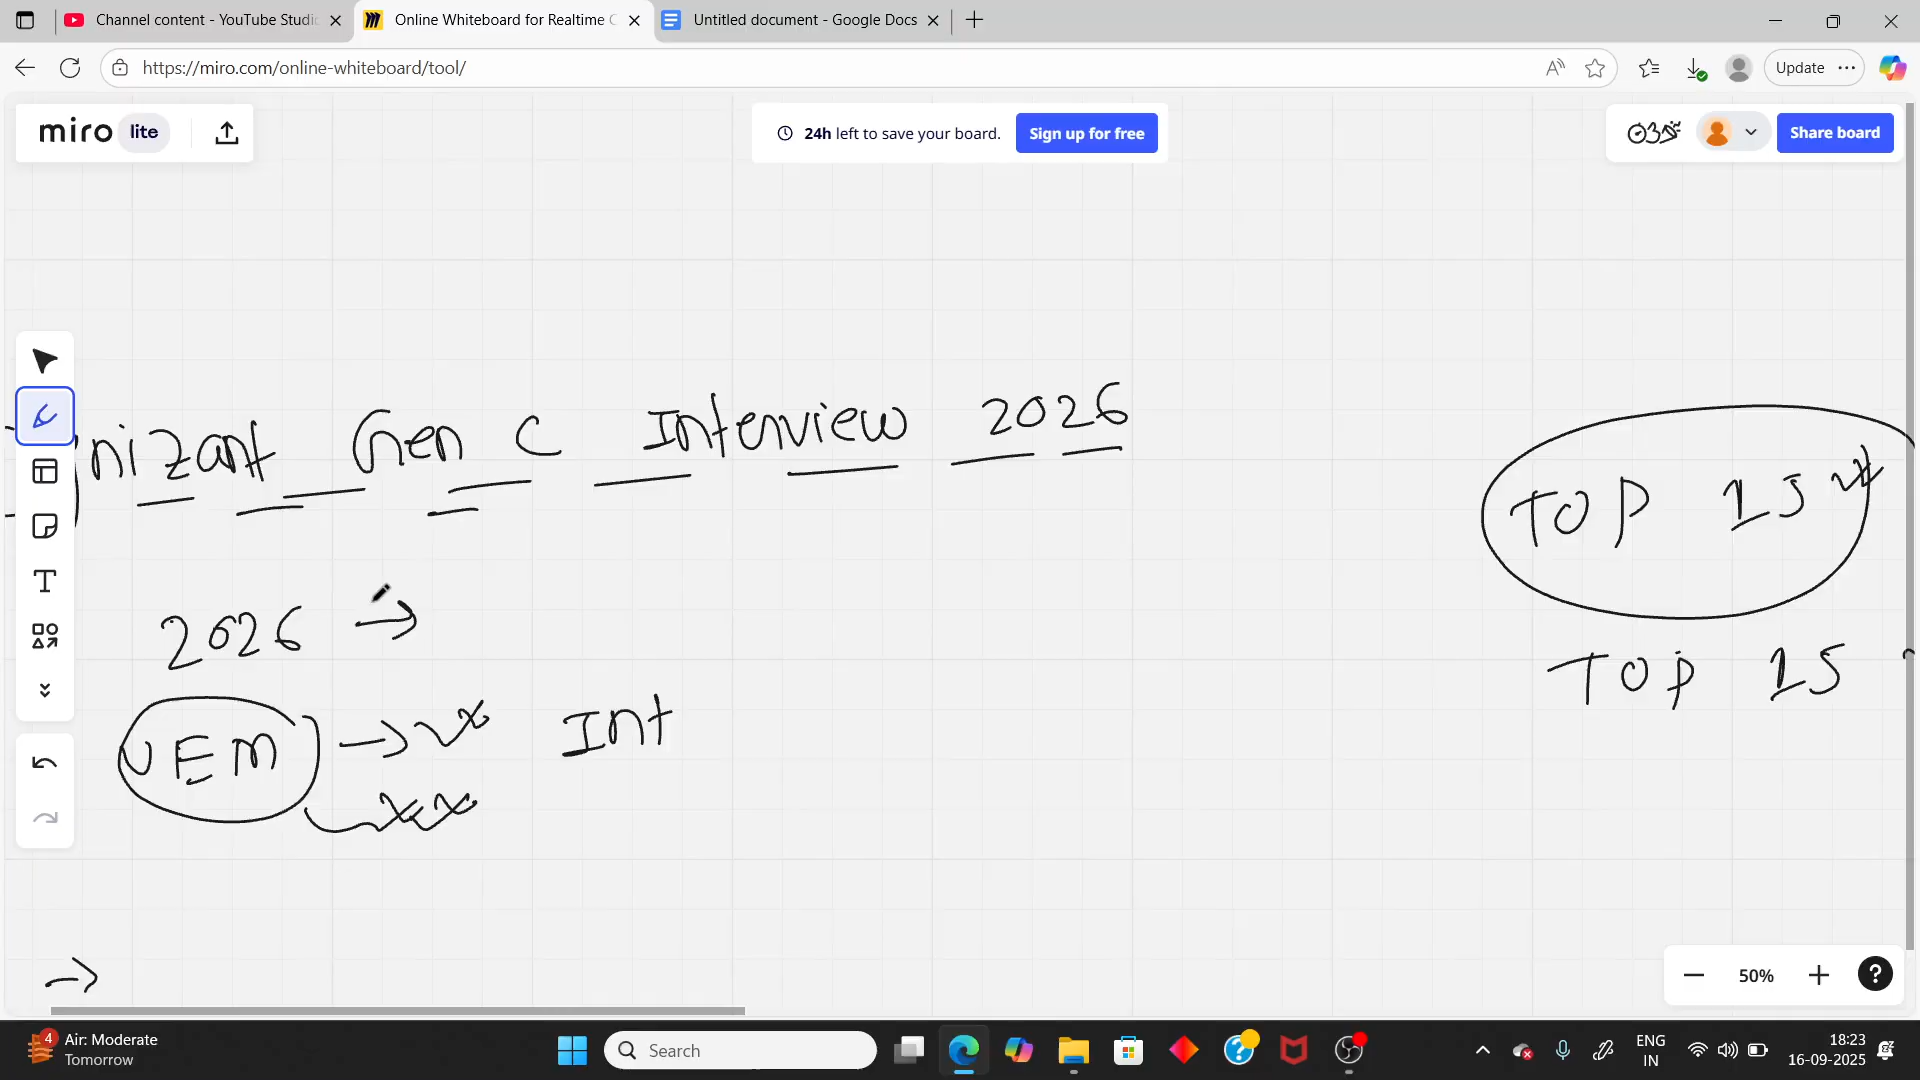 Channel content - YouTube Studi
Online Whiteboard for Realtime C
Untitled document - Google Docs
https://miro.com/online-whiteboard/tool/
Update
miro lite
24h left to save your board.
Sign up for free
Share board
nizant Gen C Interview 2026
TOP 15
2026 →
TOP 15
UEM → Int
→
50%
?
4
Air: Moderate
Tomorrow
Search
ENG
IN
18:23
16-09-2025